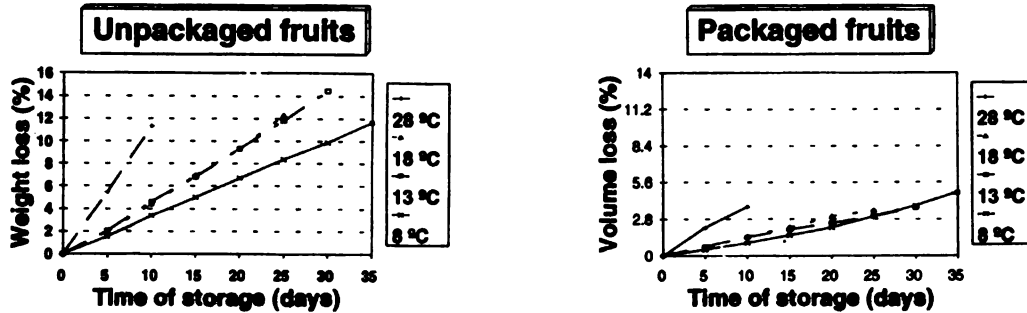 Unpackaged fruits
Weight loss (%)
16
14
12
10
8
6
4
2
0
0 5 10 15 20 25 30 35
Time of storage (days)
28 ºC
18 ºC
13 ºC
8 ºC
Packaged fruits
Volume loss (%)
14
11.2
8.4
5.6
2.8
0
0 5 10 15 20 25 30 35
Time of storage (days)
28 ºC
18 ºC
13 ºC
8 ºC